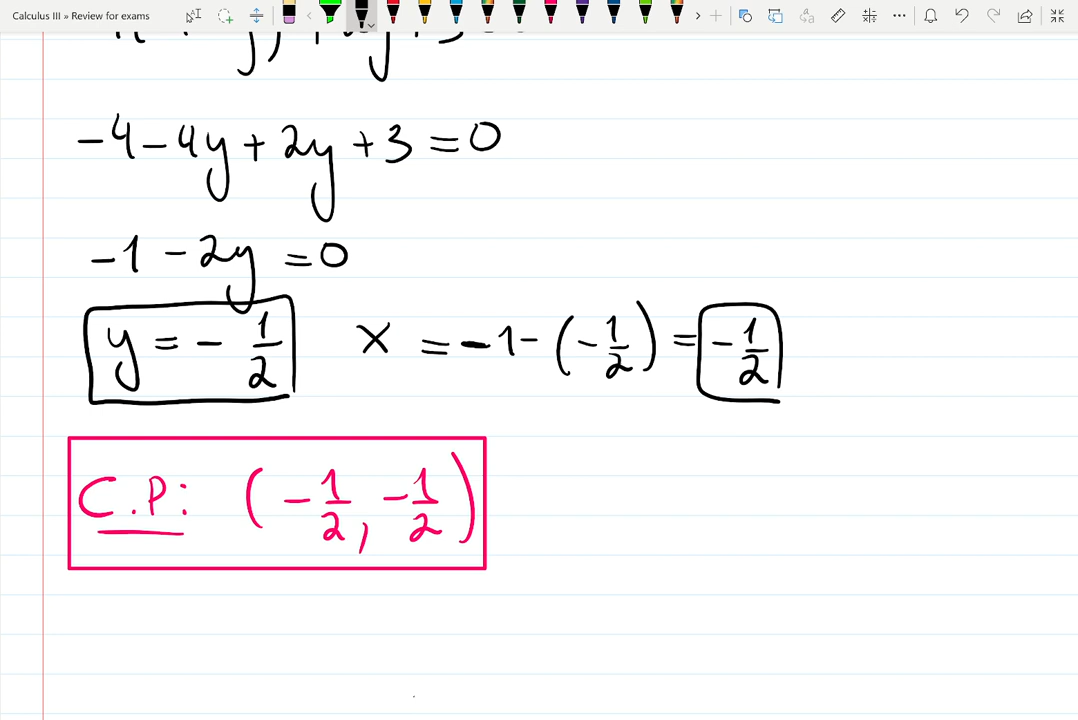 Calculus III » Review for exams
-4-4y+2y+3=0
-1-2y=0
y=-1/2 x=-1-(-1/2)=-1/2
C.P: (-1/2,-1/2)